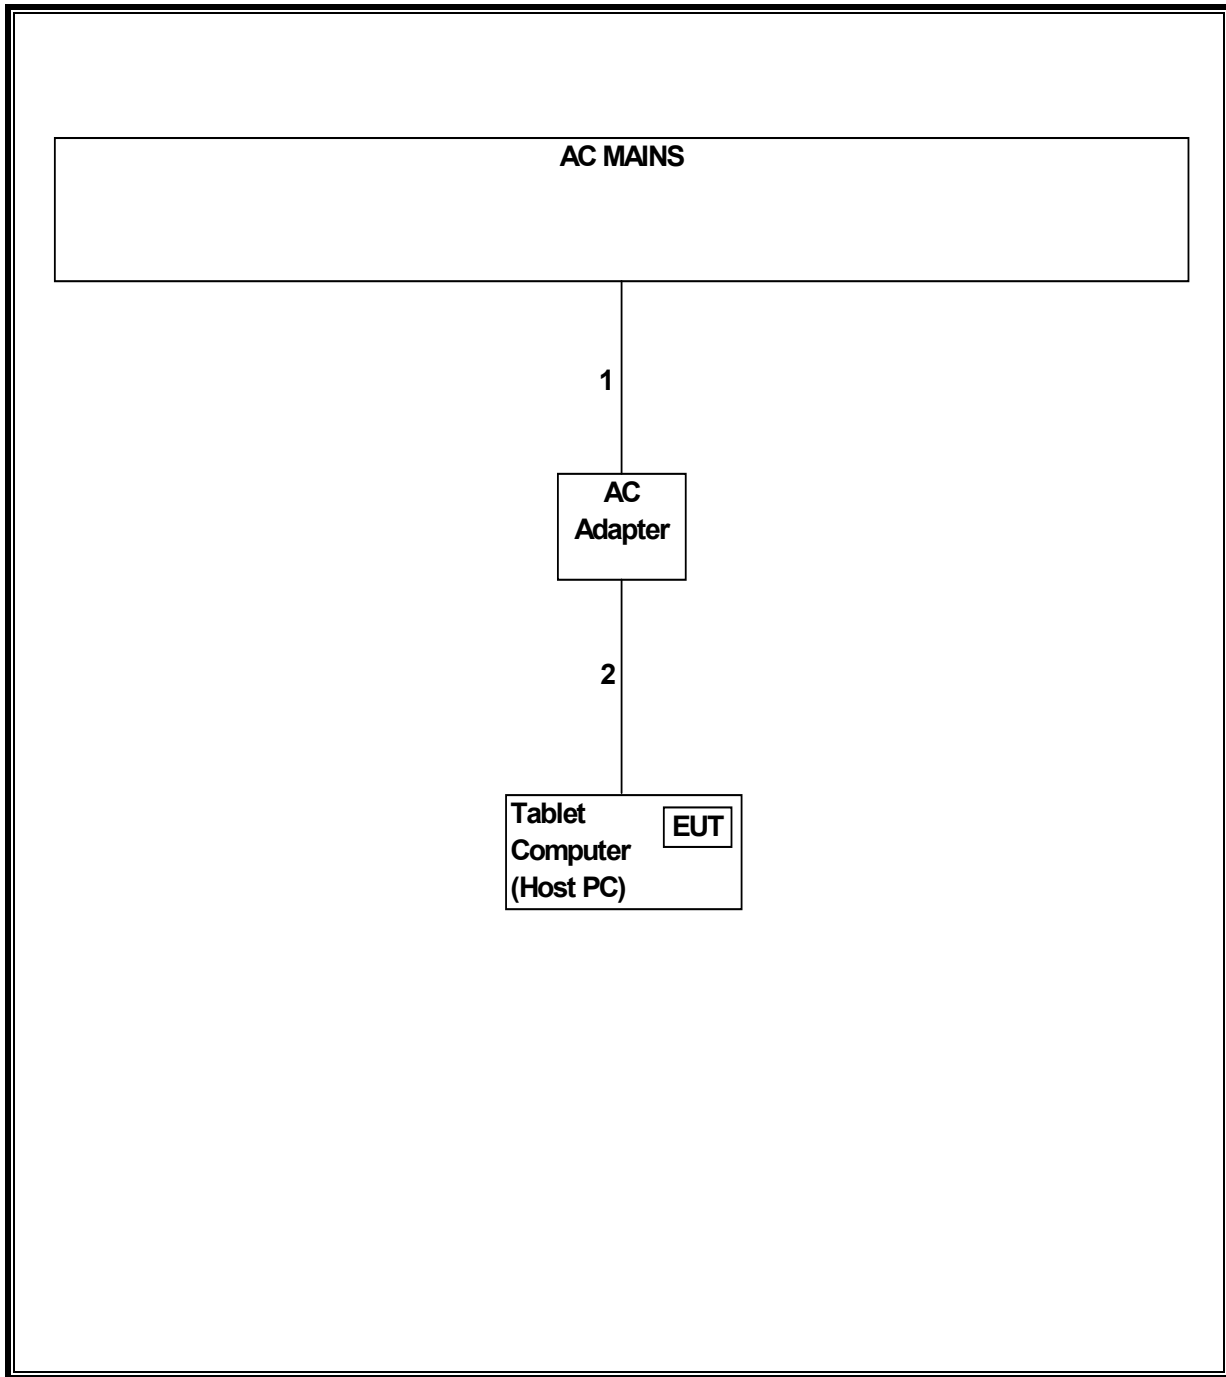 AC MAINS
1
AC
Adapter
2
Tablet
EUT
Computer
(Host PC)